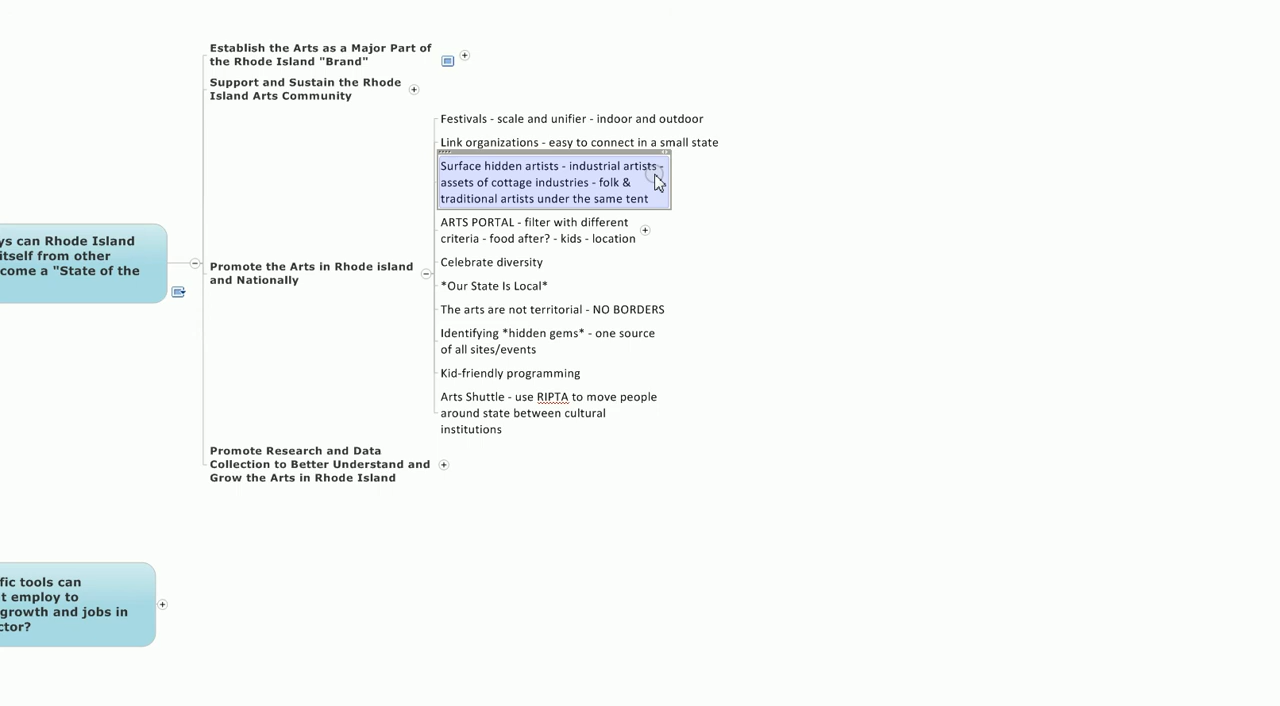 Establish the Arts as a Major Part of
the Rhode Island "Brand"
Support and Sustain the Rhode
Island Arts Community
Festivals - scale and unifier - indoor and outdoor
Link organizations - easy to connect in a small state
Surface hidden artists - industrial artists -
assets of cottage industries - folk &
traditional artists under the same tent
ARTS PORTAL - filter with different
criteria - food after? - kids - location
Celebrate diversity
*Our State Is Local*
The arts are not territorial - NO BORDERS
Identifying *hidden gems* - one source
of all sites/events
Kid-friendly programming
Arts Shuttle - use RIPTA to move people
around state between cultural
institutions
Promote the Arts in Rhode island
and Nationally
Promote Research and Data
Collection to Better Understand and
Grow the Arts in Rhode Island
ys can Rhode Island
itself from other
come a "State of the
fic tools can
t employ to
growth and jobs in
ctor?